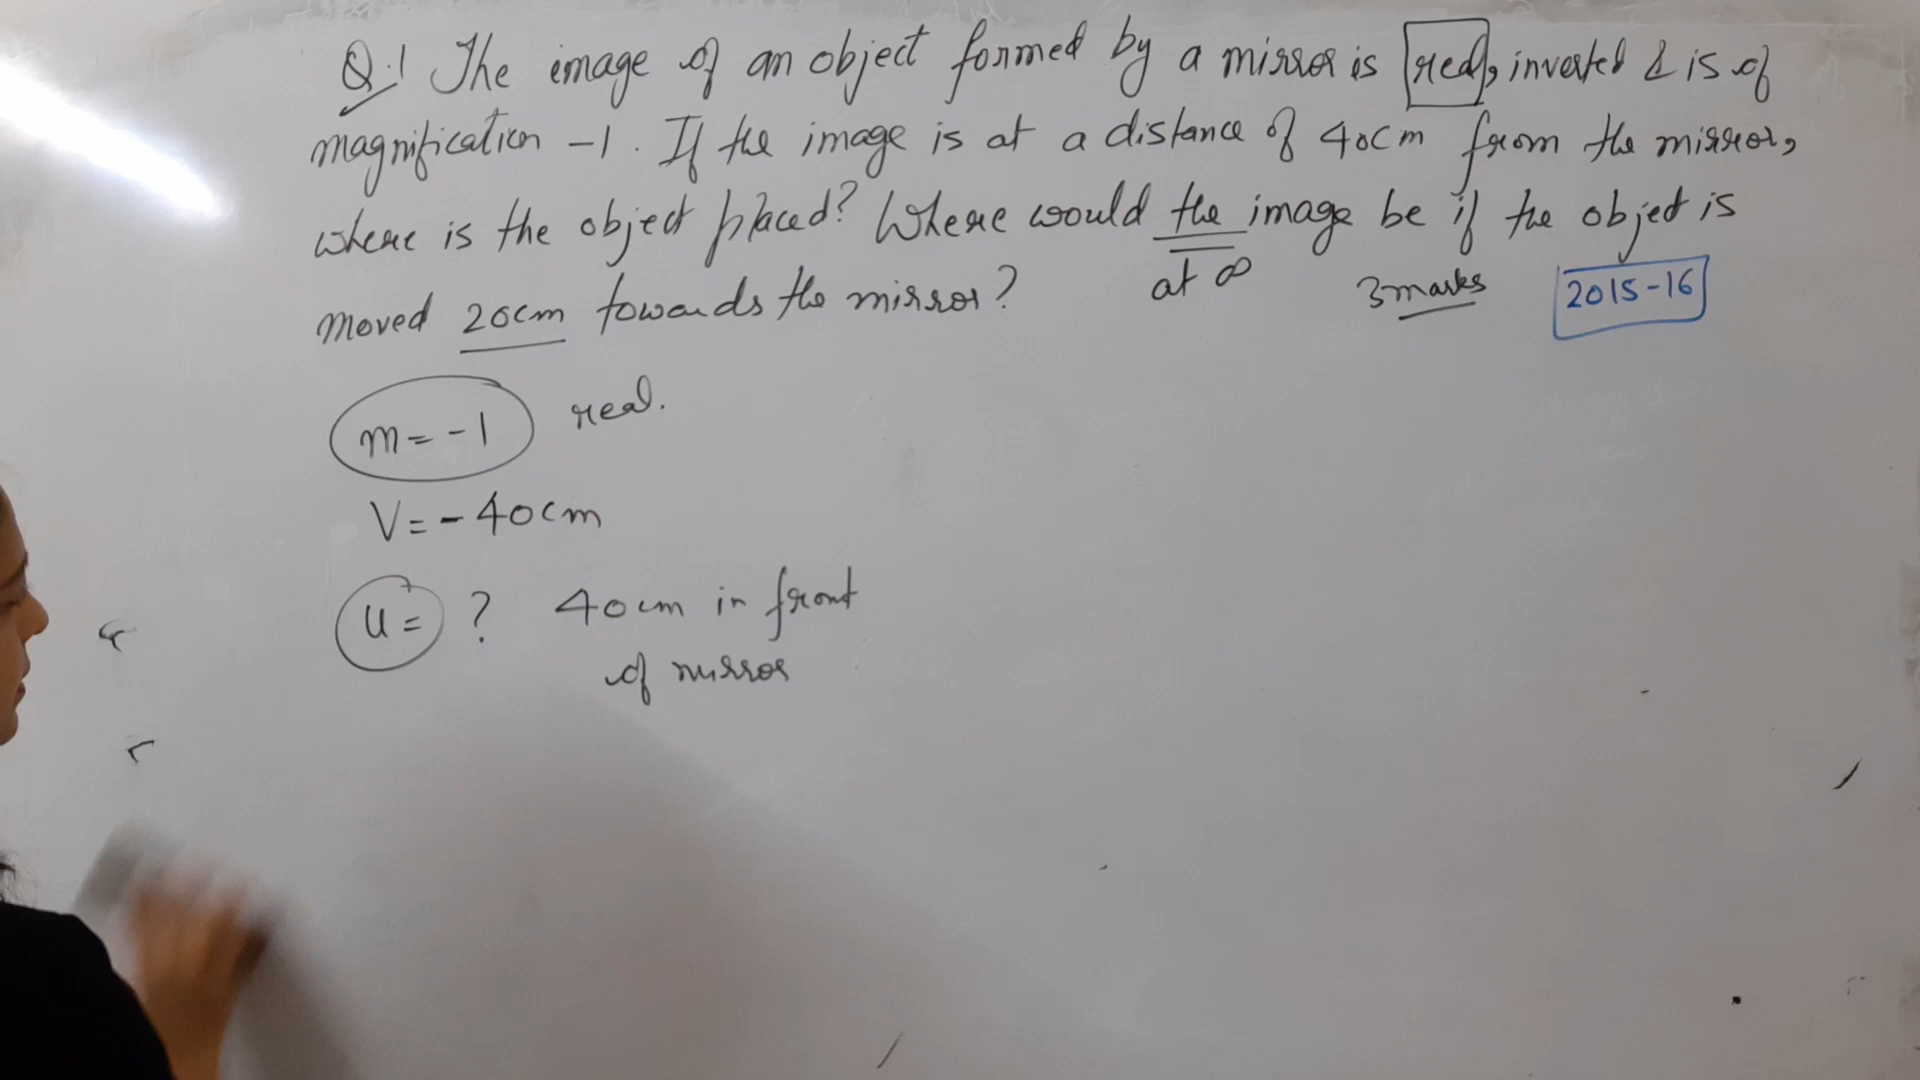 Q.1 The image of an object formed by a mirror is real, inverted & is of
magnification -1. If the image is at a distance of 40cm from the mirror,
where is the object placed? Where would the image be if the object is
moved 20cm towards the mirror?
at ∞
3 marks
2015-16
m = -1 real.
V = -40cm
u = ? 40cm in front
of mirror